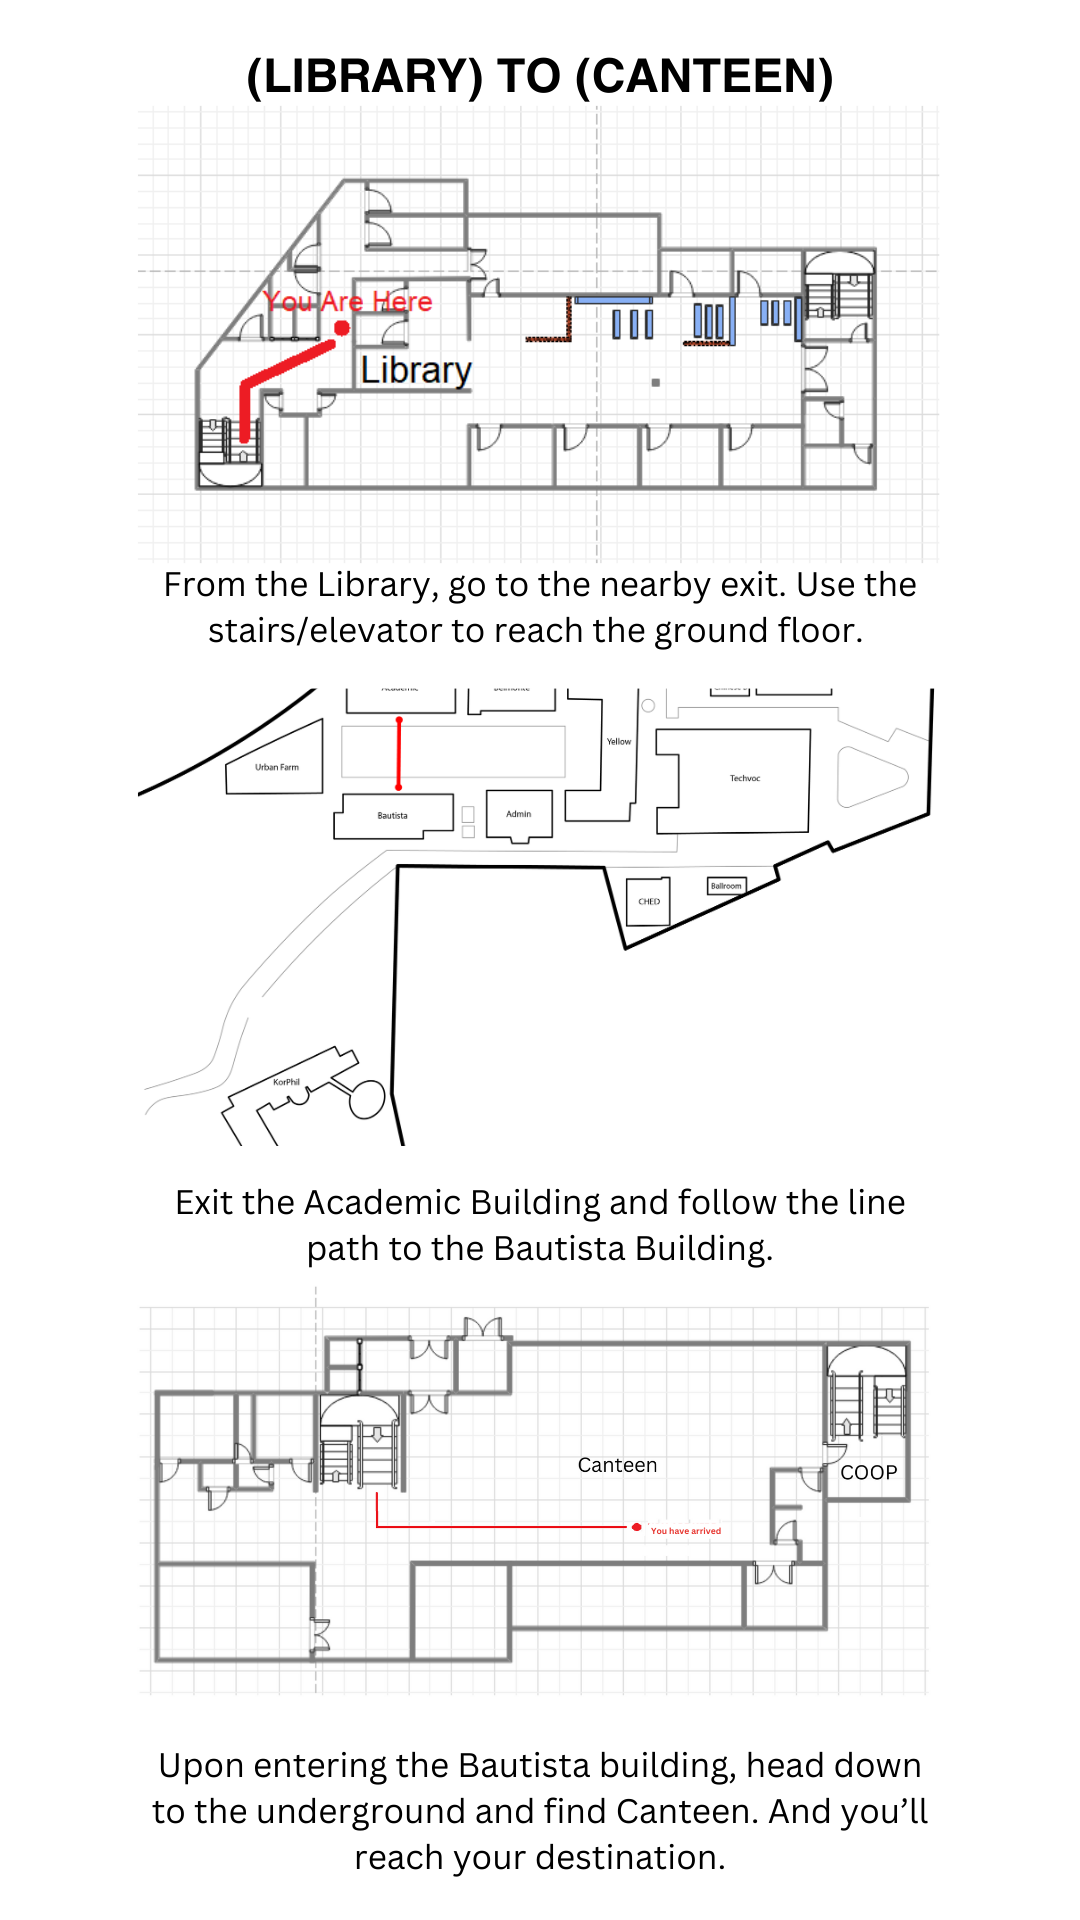 (LIBRARY) TO (CANTEEN)
You Are Here
Library
From the Library, go to the nearby exit. Use the
stairs/elevator to reach the ground floor.
Yellow
Urban Farm
Techvoc
Bautista
Admin
Ballroom
CHED
KorPhil
Exit the Academic Building and follow the line
path to the Bautista Building.
Canteen
COOP
You have arrived
Upon entering the Bautista building, head down
to the underground and find Canteen. And you’ll
reach your destination.